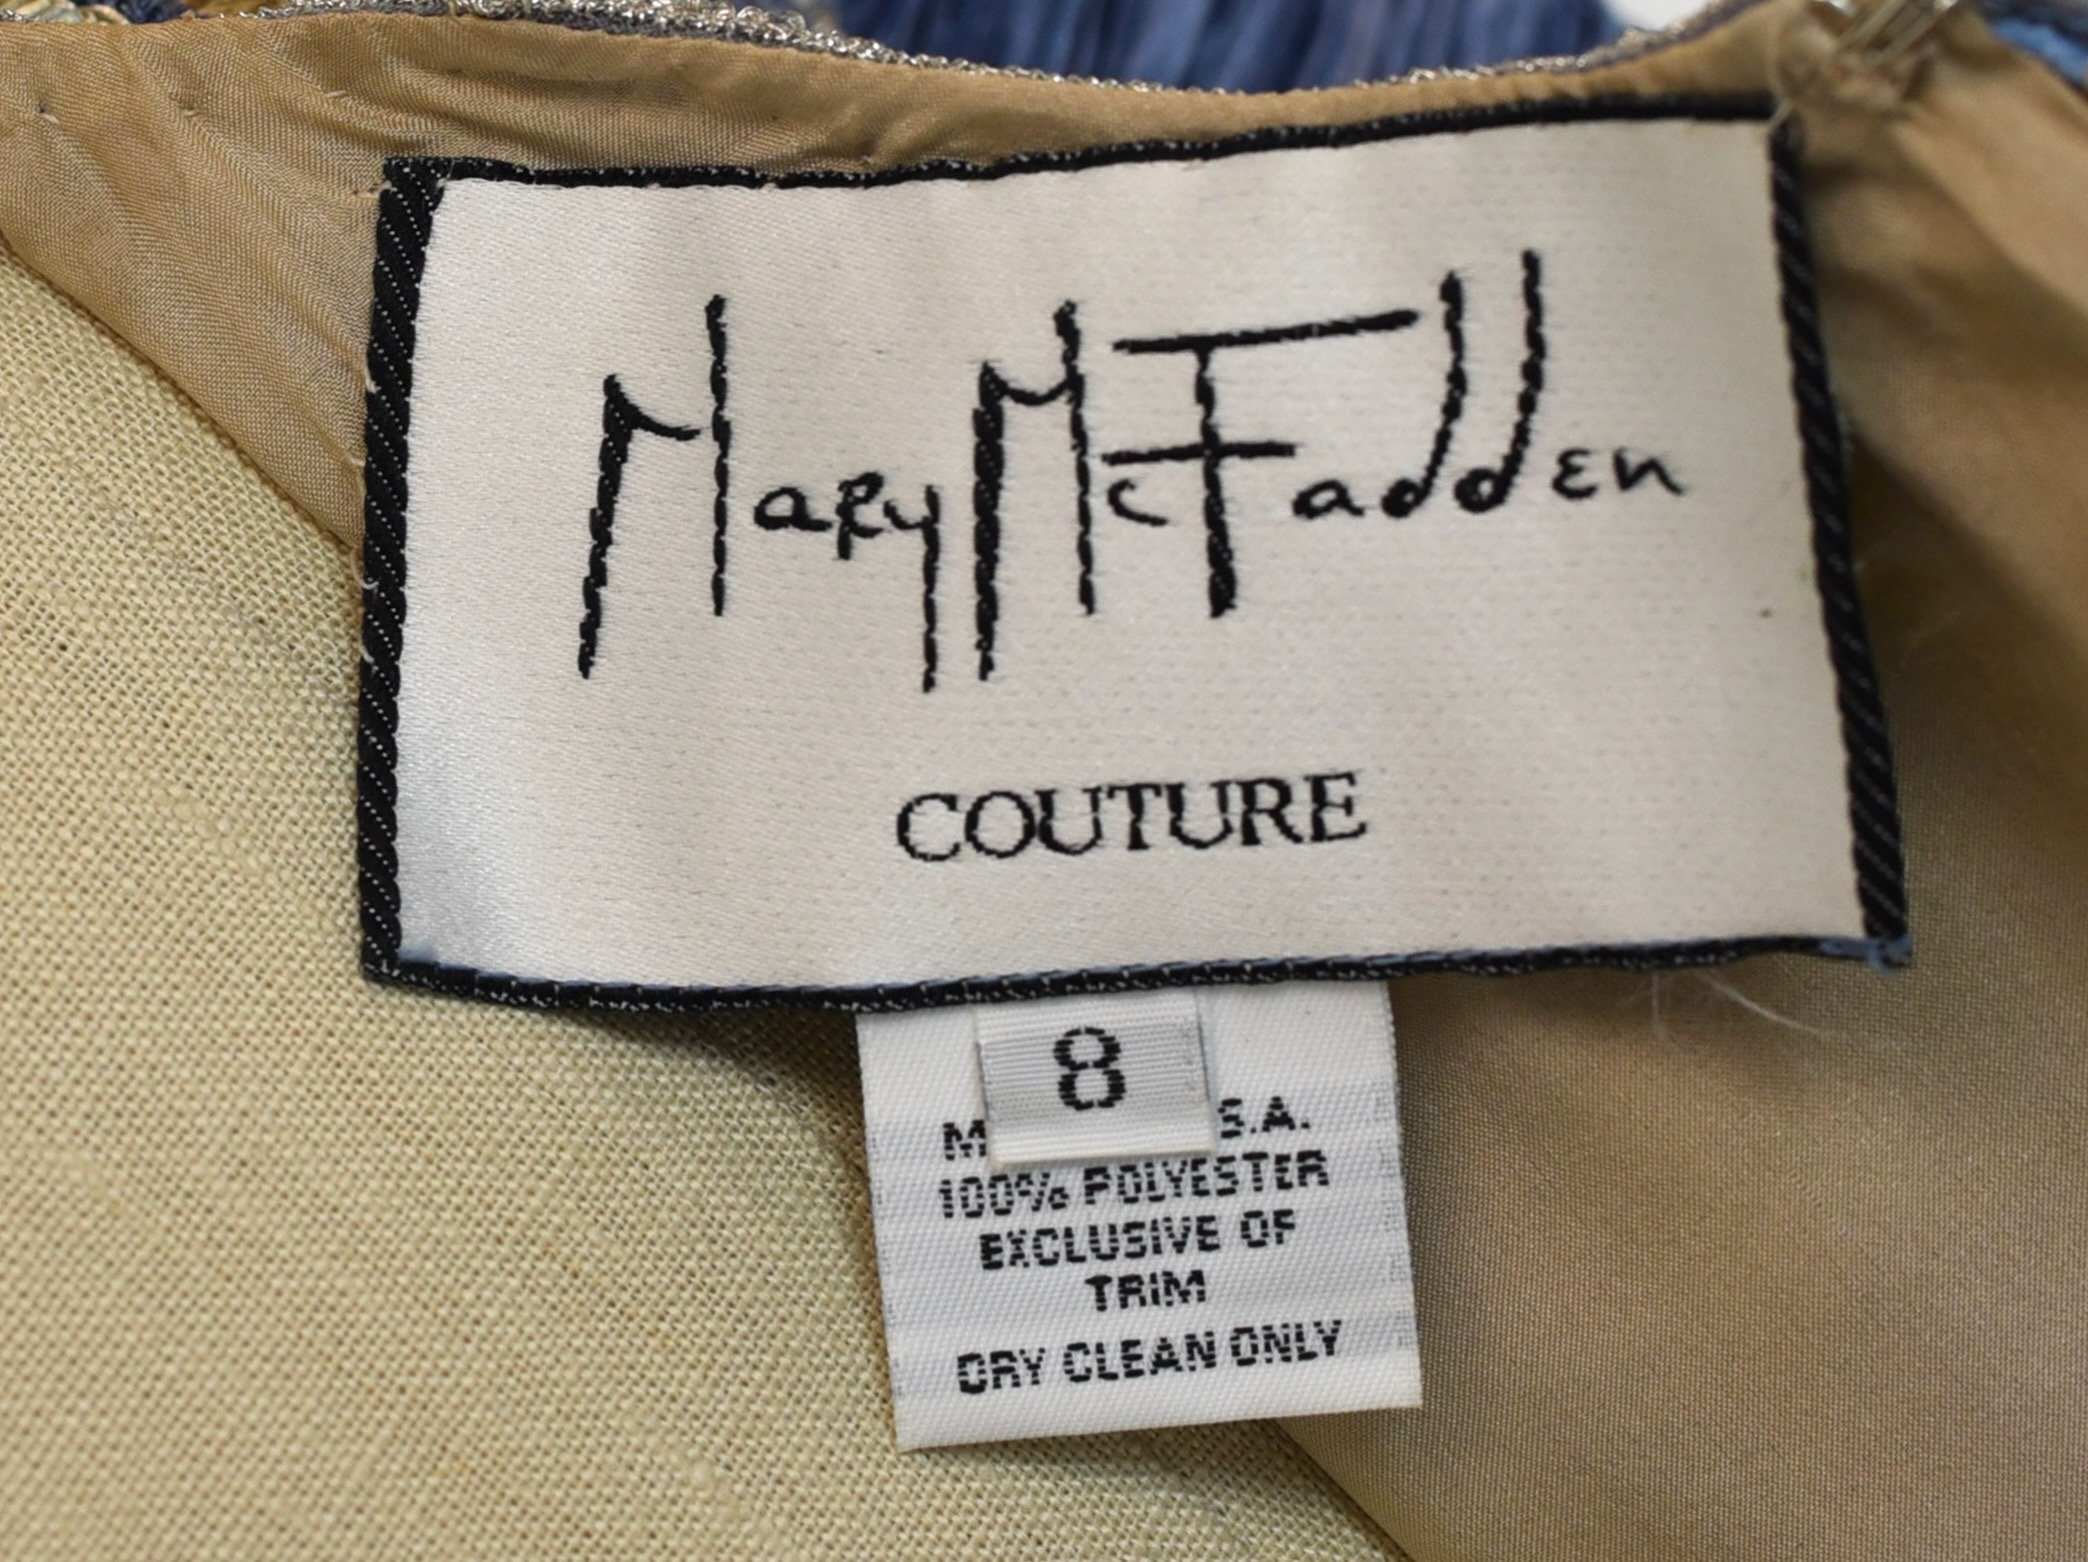 Mary McFadden
COUTURE
8
M S.A.
100% POLYESTER
EXCLUSIVE OF
TRIM
DRY CLEAN ONLY